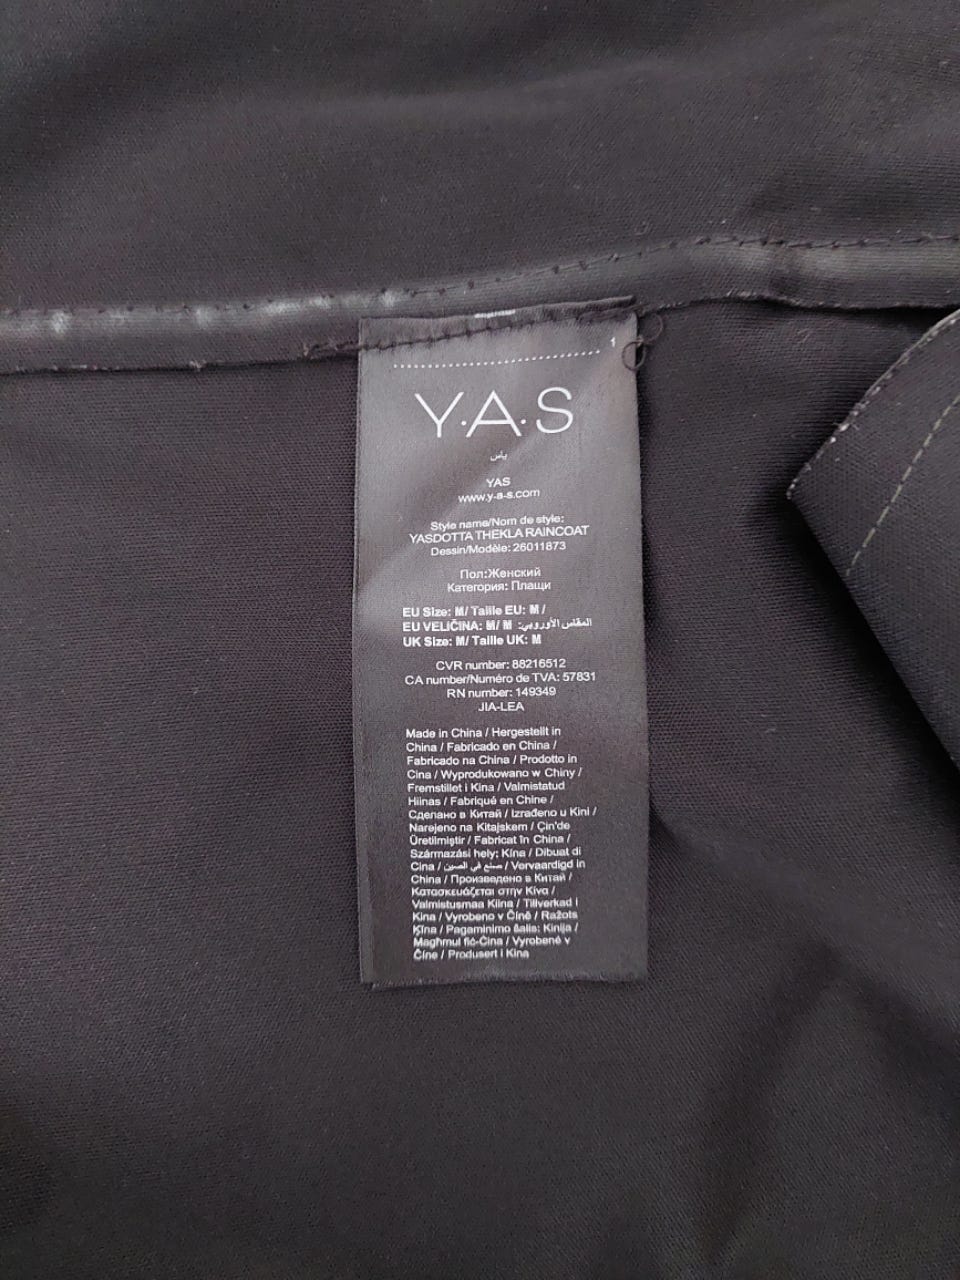 1
Y.A.S
ياس
YAS
www.y-a-s.com
Style name/Nom de style:
YASDOTTA THEKLA RAINCOAT
Dessin/Modèle: 26011873
Пол:Женский
Категория: Плащи
EU Size: M/ Taille EU: M /
EU VELIČINA: M/ M :المقاس الأوروبي
UK Size: M/ Taille UK: M
CVR number: 88216512
CA number/Numéro de TVA: 57831
RN number: 149349
JIA-LEA
Made in China / Hergestellt in
China / Fabricado en China /
Fabricado na China / Prodotto in
Cina / Wyprodukowano w Chiny /
Fremstillet i Kina / Valmistatud
Hiinas / Fabriqué en Chine /
Сделано в Китай / Izrađeno u Kini /
Narejeno na Kitajskem / Çin'de
Üretilmiştir / Fabricat în China /
Származási hely: Kína / Dibuat di
Cina / صنع في الصين / Vervaardigd in
China / Произведено в Китай /
Κατασκευάζεται στην Κίνα /
Valmistusmaa Kiina / Tillverkad i
Kina / Vyrobeno v Číně / Ražots
Ķīna / Pagaminimo šalis: Kinija /
Magħmul fiċ-Ċina / Vyrobené v
Číne / Produsert i Kina